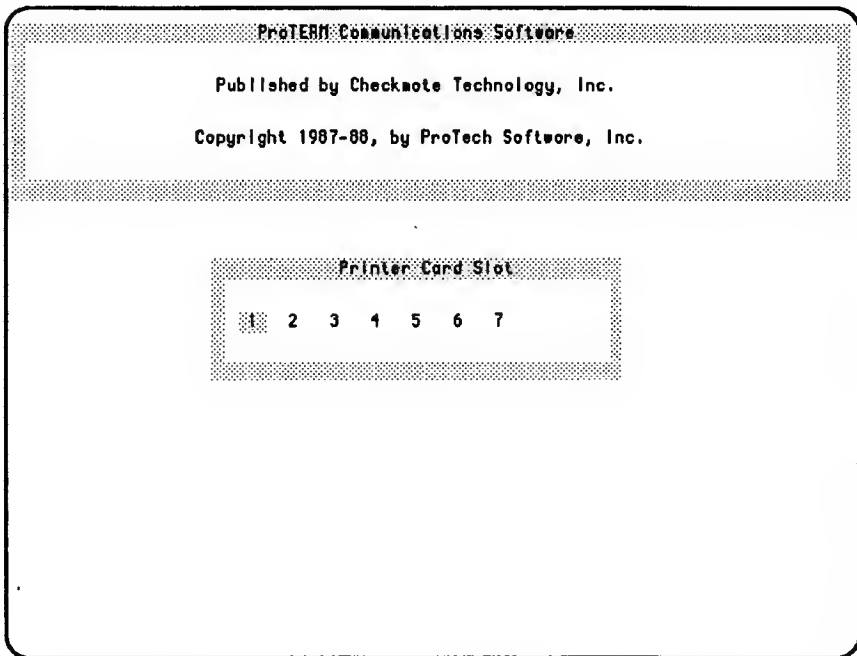 ProTERM Communications Software
Published by Checkmate Technology, Inc.
Copyright 1987-88, by ProTech Software, Inc.
Printer Card Slot
1 2 3 4 5 6 7